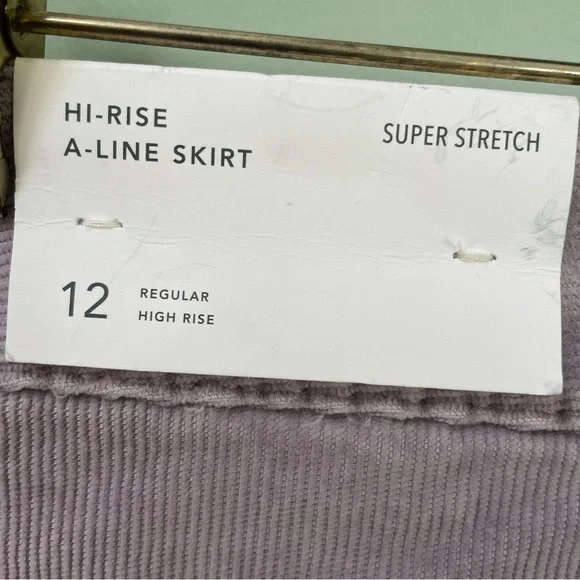 HI-RISE
A-LINE SKIRT
SUPER STRETCH
12
REGULAR
HIGH RISE